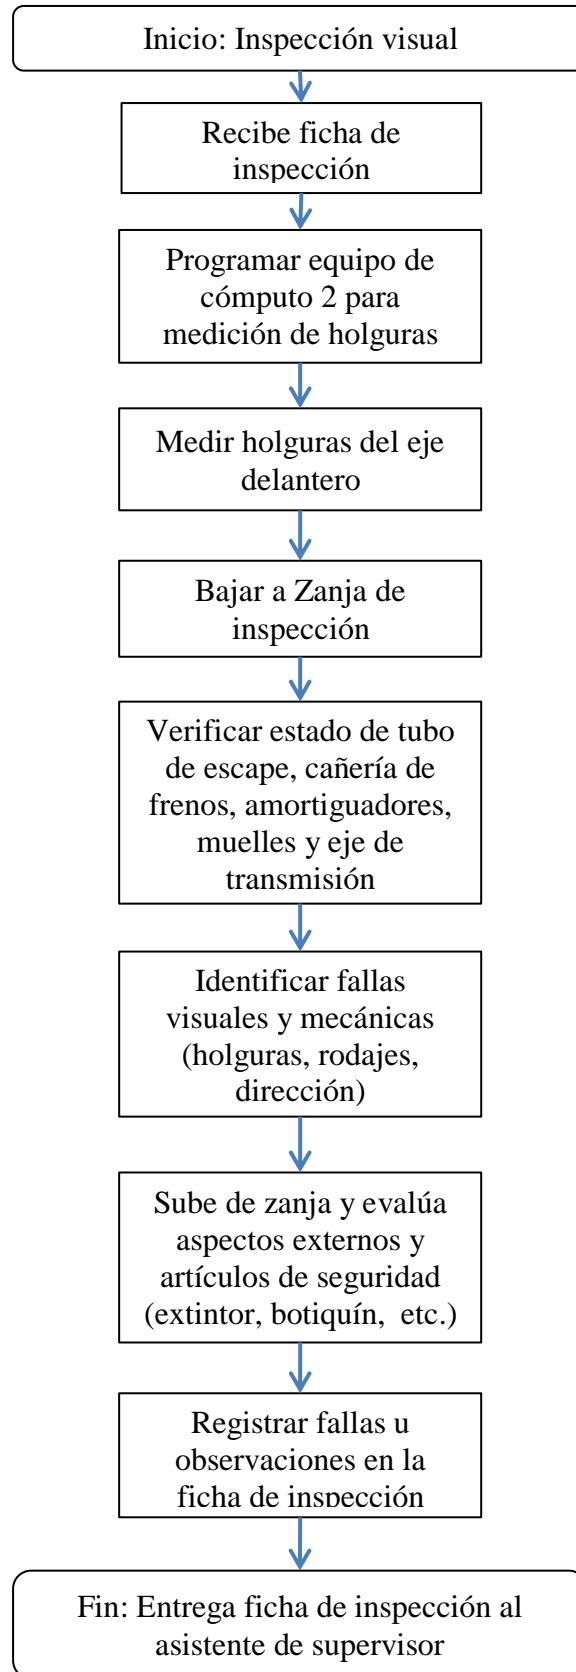 Inicio: Inspección visual
Recibe ficha de
inspección
Programar equipo de
cómputo 2 para
medición de holguras
Medir holguras del eje
delantero
Bajar a Zanja de
inspección
Verificar estado de tubo
de escape, cañería de
frenos, amortiguadores,
muelles y eje de
transmisión
Identificar fallas
visuales y mecánicas
(holguras, rodajes,
dirección)
Sube de zanja y evalúa
aspectos externos y
artículos de seguridad
(extintor, botiquín,  etc.)
Registrar fallas u
observaciones en la
ficha de inspección
Fin: Entrega ficha de inspección al
asistente de supervisor